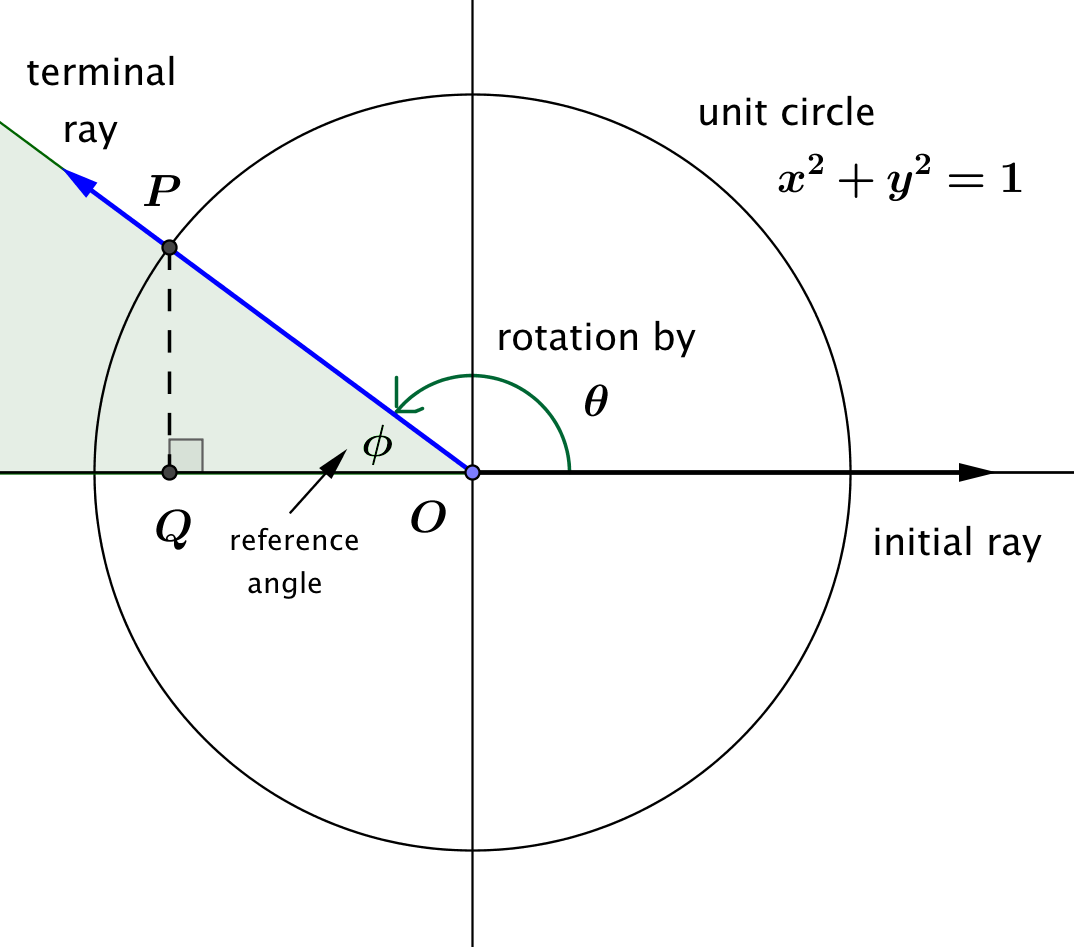 terminal
ray
P
unit circle
x² + y² = 1
rotation by
θ
ϕ
Q
O
reference
angle
initial ray